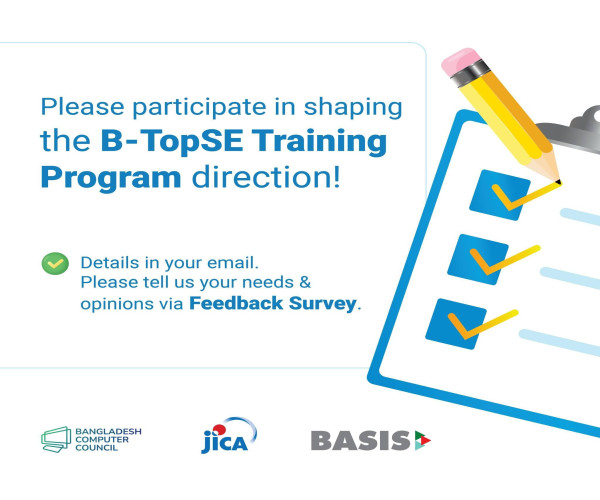 Please participate in shaping
the B-TopSE Training
Program direction!
Details in your email.
Please tell us your needs &
opinions via Feedback Survey.
BANGLADESH
COMPUTER
COUNCIL
jICA
BASIS